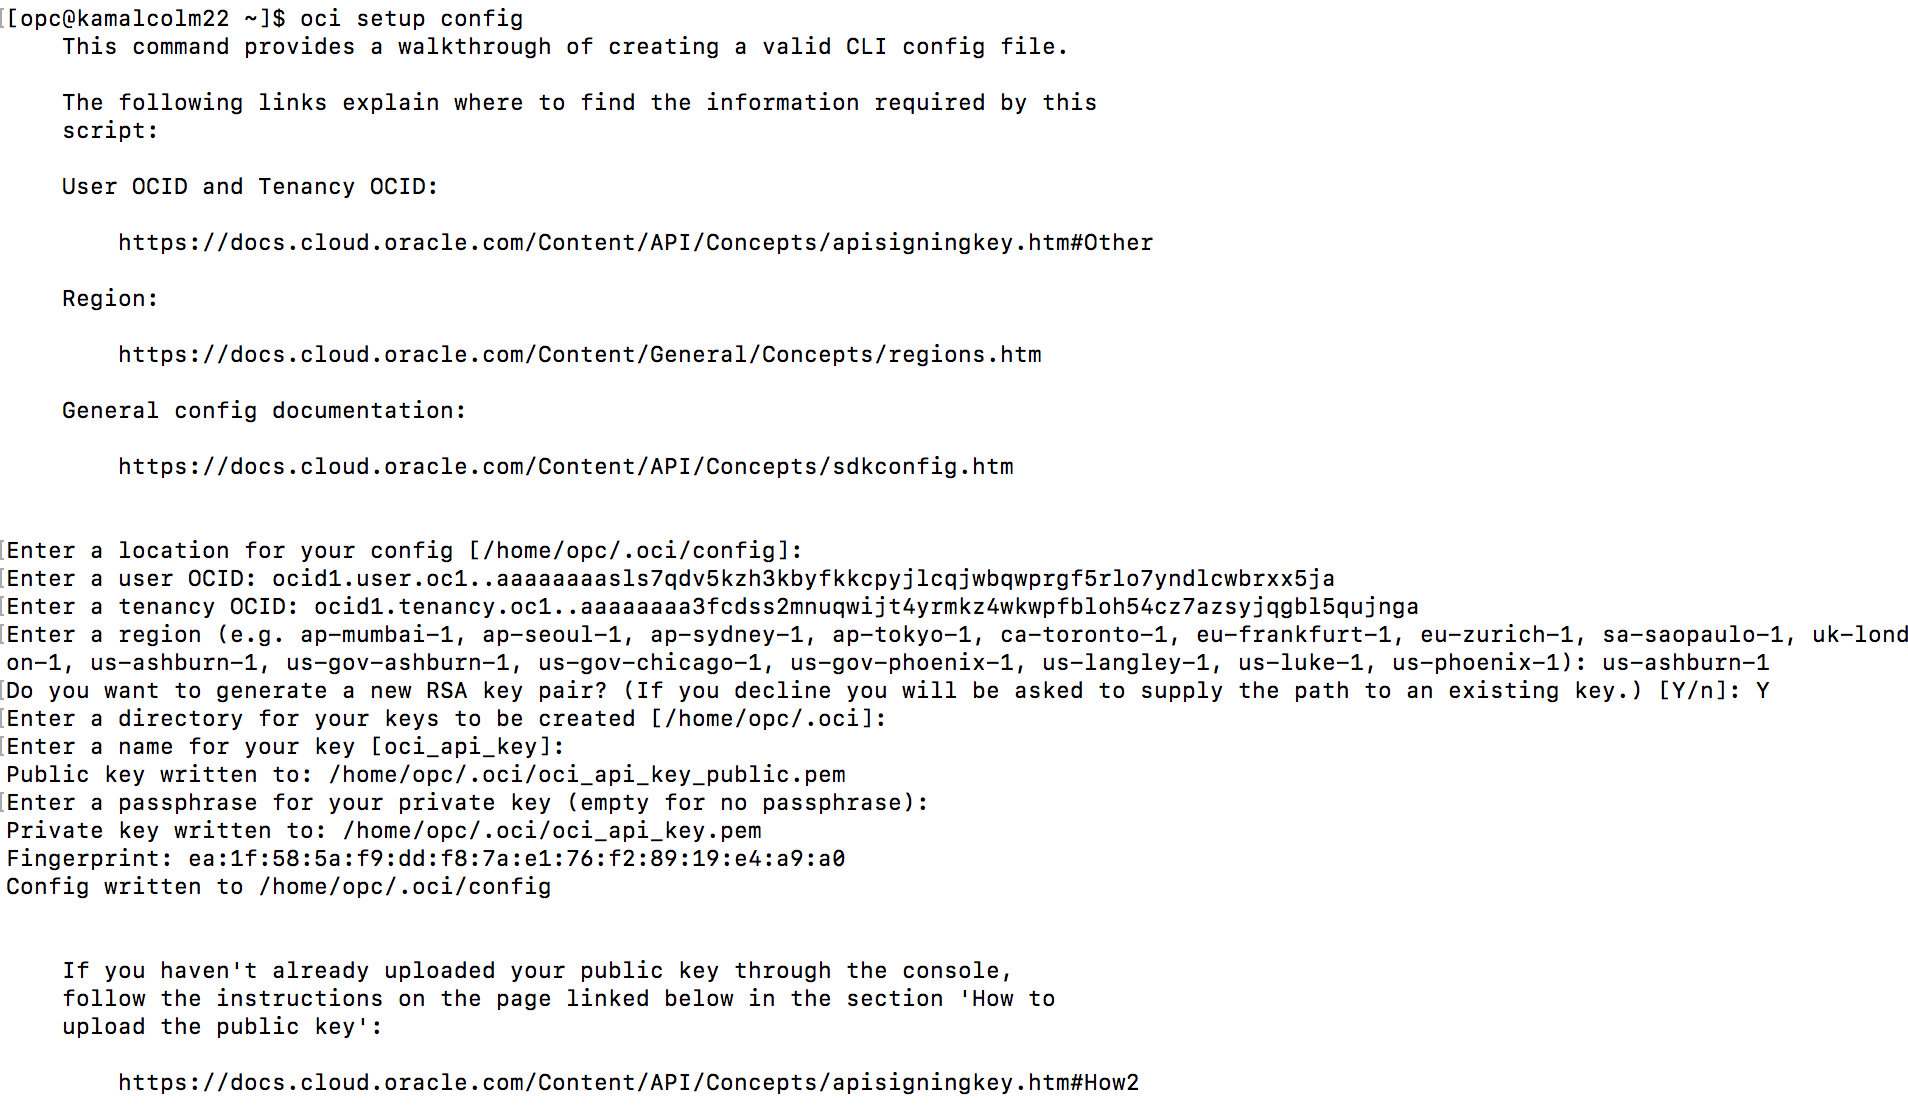 [[opc@kamalcolm22 ~]$ oci setup config
    This command provides a walkthrough of creating a valid CLI config file.

    The following links explain where to find the information required by this
    script:

    User OCID and Tenancy OCID:

        https://docs.cloud.oracle.com/Content/API/Concepts/apisigningkey.htm#Other

    Region:

        https://docs.cloud.oracle.com/Content/General/Concepts/regions.htm

    General config documentation:

        https://docs.cloud.oracle.com/Content/API/Concepts/sdkconfig.htm


[Enter a location for your config [/home/opc/.oci/config]:
[Enter a user OCID: ocid1.user.oc1..aaaaaaaasls7qdv5kzh3kbyfkkcpyjlcqjwbqwprgf5rlo7yndlcwbrxx5ja
[Enter a tenancy OCID: ocid1.tenancy.oc1..aaaaaaaa3fcdss2mnuqwijt4yrmkz4wkwpfbloh54cz7azsyjqgbl5qujnga
[Enter a region (e.g. ap-mumbai-1, ap-seoul-1, ap-sydney-1, ap-tokyo-1, ca-toronto-1, eu-frankfurt-1, eu-zurich-1, sa-saopaulo-1, uk-lond
on-1, us-ashburn-1, us-gov-ashburn-1, us-gov-chicago-1, us-gov-phoenix-1, us-langley-1, us-luke-1, us-phoenix-1): us-ashburn-1
[Do you want to generate a new RSA key pair? (If you decline you will be asked to supply the path to an existing key.) [Y/n]: Y
[Enter a directory for your keys to be created [/home/opc/.oci]:
[Enter a name for your key [oci_api_key]:
Public key written to: /home/opc/.oci/oci_api_key_public.pem
[Enter a passphrase for your private key (empty for no passphrase):
Private key written to: /home/opc/.oci/oci_api_key.pem
Fingerprint: ea:1f:58:5a:f9:dd:f8:7a:e1:76:f2:89:19:e4:a9:a0
Config written to /home/opc/.oci/config


    If you haven't already uploaded your public key through the console,
    follow the instructions on the page linked below in the section 'How to
    upload the public key':

        https://docs.cloud.oracle.com/Content/API/Concepts/apisigningkey.htm#How2